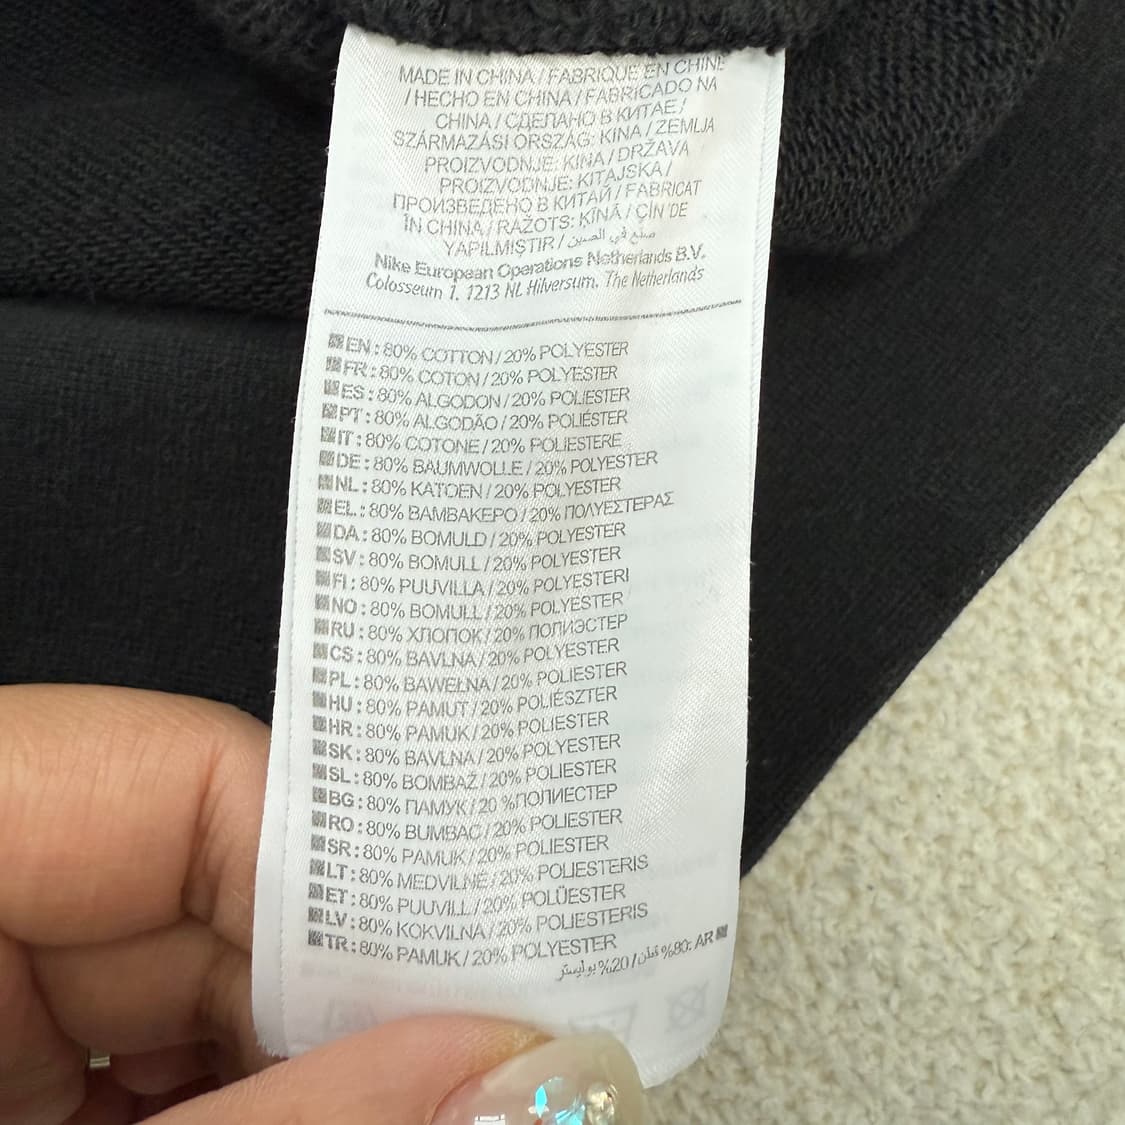 MADE IN CHINA / FABRIQUÉ EN CHINE
/ HECHO EN CHINA / FABRICADO NA
CHINA / СДЕЛАНО В КИТАЕ /
SZÁRMAZÁSI ORSZÁG: KÍNA / ZEMLJA
PROIZVODNJE: KINA / DRŽAVA
PROIZVODNJE: KITAJSKA /
ПРОИЗВЕДЕНО В КИТАЙ / FABRICAT
ÎN CHINA / RAŽOTS: ĶĪNĀ / ÇİN'DE
YAPILMIŞTIR / صنع في الصين
Nike European Operations Netherlands B.V.
Colosseum 1, 1213 NL Hilversum, The Netherlands
EN : 80% COTTON / 20% POLYESTER
FR : 80% COTON / 20% POLYESTER
ES : 80% ALGODON / 20% POLIESTER
PT : 80% ALGODÃO / 20% POLIÉSTER
IT : 80% COTONE / 20% POLIESTERE
DE : 80% BAUMWOLLE / 20% POLYESTER
NL : 80% KATOEN / 20% POLYESTER
EL : 80% ΒΑΜΒΑΚΕΡΟ / 20% ΠΟΛΥΕΣΤΕΡΑΣ
DA : 80% BOMULD / 20% POLYESTER
SV : 80% BOMULL / 20% POLYESTER
FI : 80% PUUVILLA / 20% POLYESTERI
NO : 80% BOMULL / 20% POLYESTER
RU : 80% ХЛОПОК / 20% ПОЛИЭСТЕР
CS : 80% BAVLNA / 20% POLYESTER
PL : 80% BAWEŁNA / 20% POLIESTER
HU : 80% PAMUT / 20% POLIÉSZTER
HR : 80% PAMUK / 20% POLIESTER
SK : 80% BAVLNA / 20% POLYESTER
SL : 80% BOMBAŽ / 20% POLIESTER
BG : 80% ПАМУК / 20 %ПОЛИЕСТЕР
RO : 80% BUMBAC / 20% POLIESTER
SR : 80% PAMUK / 20% POLIESTER
LT : 80% MEDVILNĖ / 20% POLIESTERIS
ET : 80% PUUVILL / 20% POLÜESTER
LV : 80% KOKVILNA / 20% POLIESTERIS
TR : 80% PAMUK / 20% POLYESTER
AR :80% قطن / 20% بوليستر